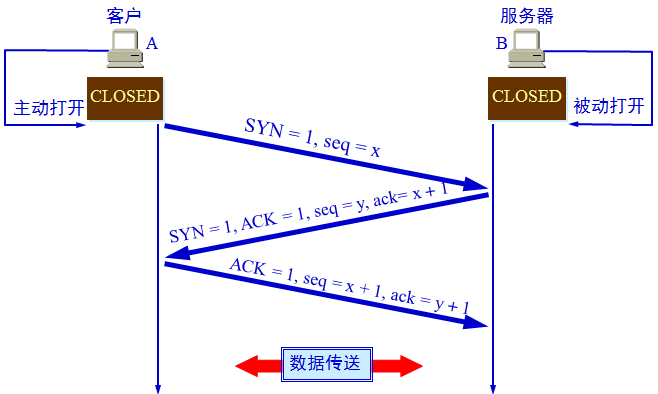 客户
服务器
A
B
CLOSED
CLOSED
主动打开
被动打开
SYN = 1, seq = x
SYN = 1, ACK = 1, seq = y, ack= x + 1
ACK = 1, seq = x + 1, ack = y + 1
数据传送